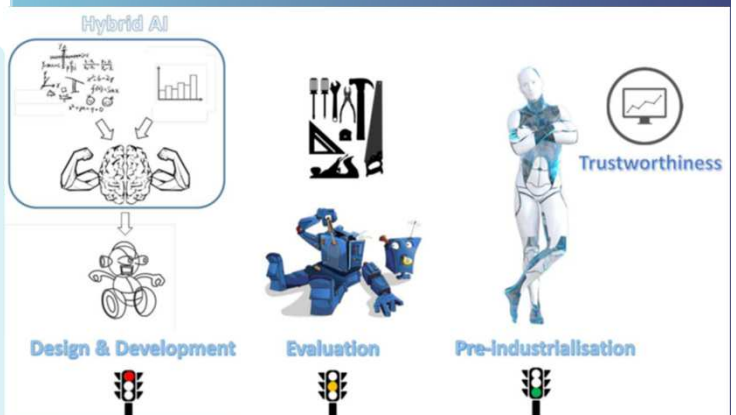 Hybrid AI
Trustworthiness
Design & Development
Evaluation
Pre-industrialisation